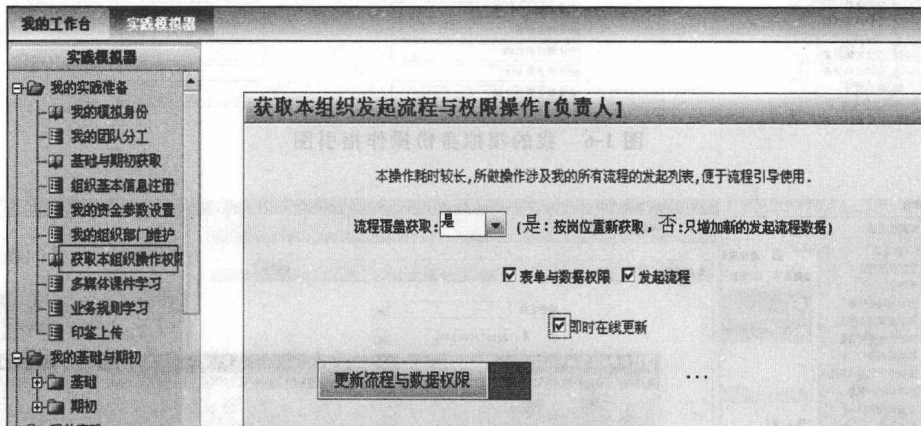 我的工作台 实践模拟器
实践模拟器
我的实践准备
我的模拟身份
我的团队分工
基础与期初获取
组织基本信息注册
我的资金参数设置
我的组织部门维护
获取本组织操作权限
多媒体课件学习
业务规则学习
印签上传
我的基础与期初
基础
期初
获取本组织发起流程与权限操作[负责人]
本操作耗时较长,所做操作涉及我的所有流程的发起列表,便于流程引导使用.
流程覆盖获取:是 (是:按岗位重新获取,否:只增加新的发起流程数据)
表单与数据权限 发起流程
即时在线更新
更新流程与数据权限 ...